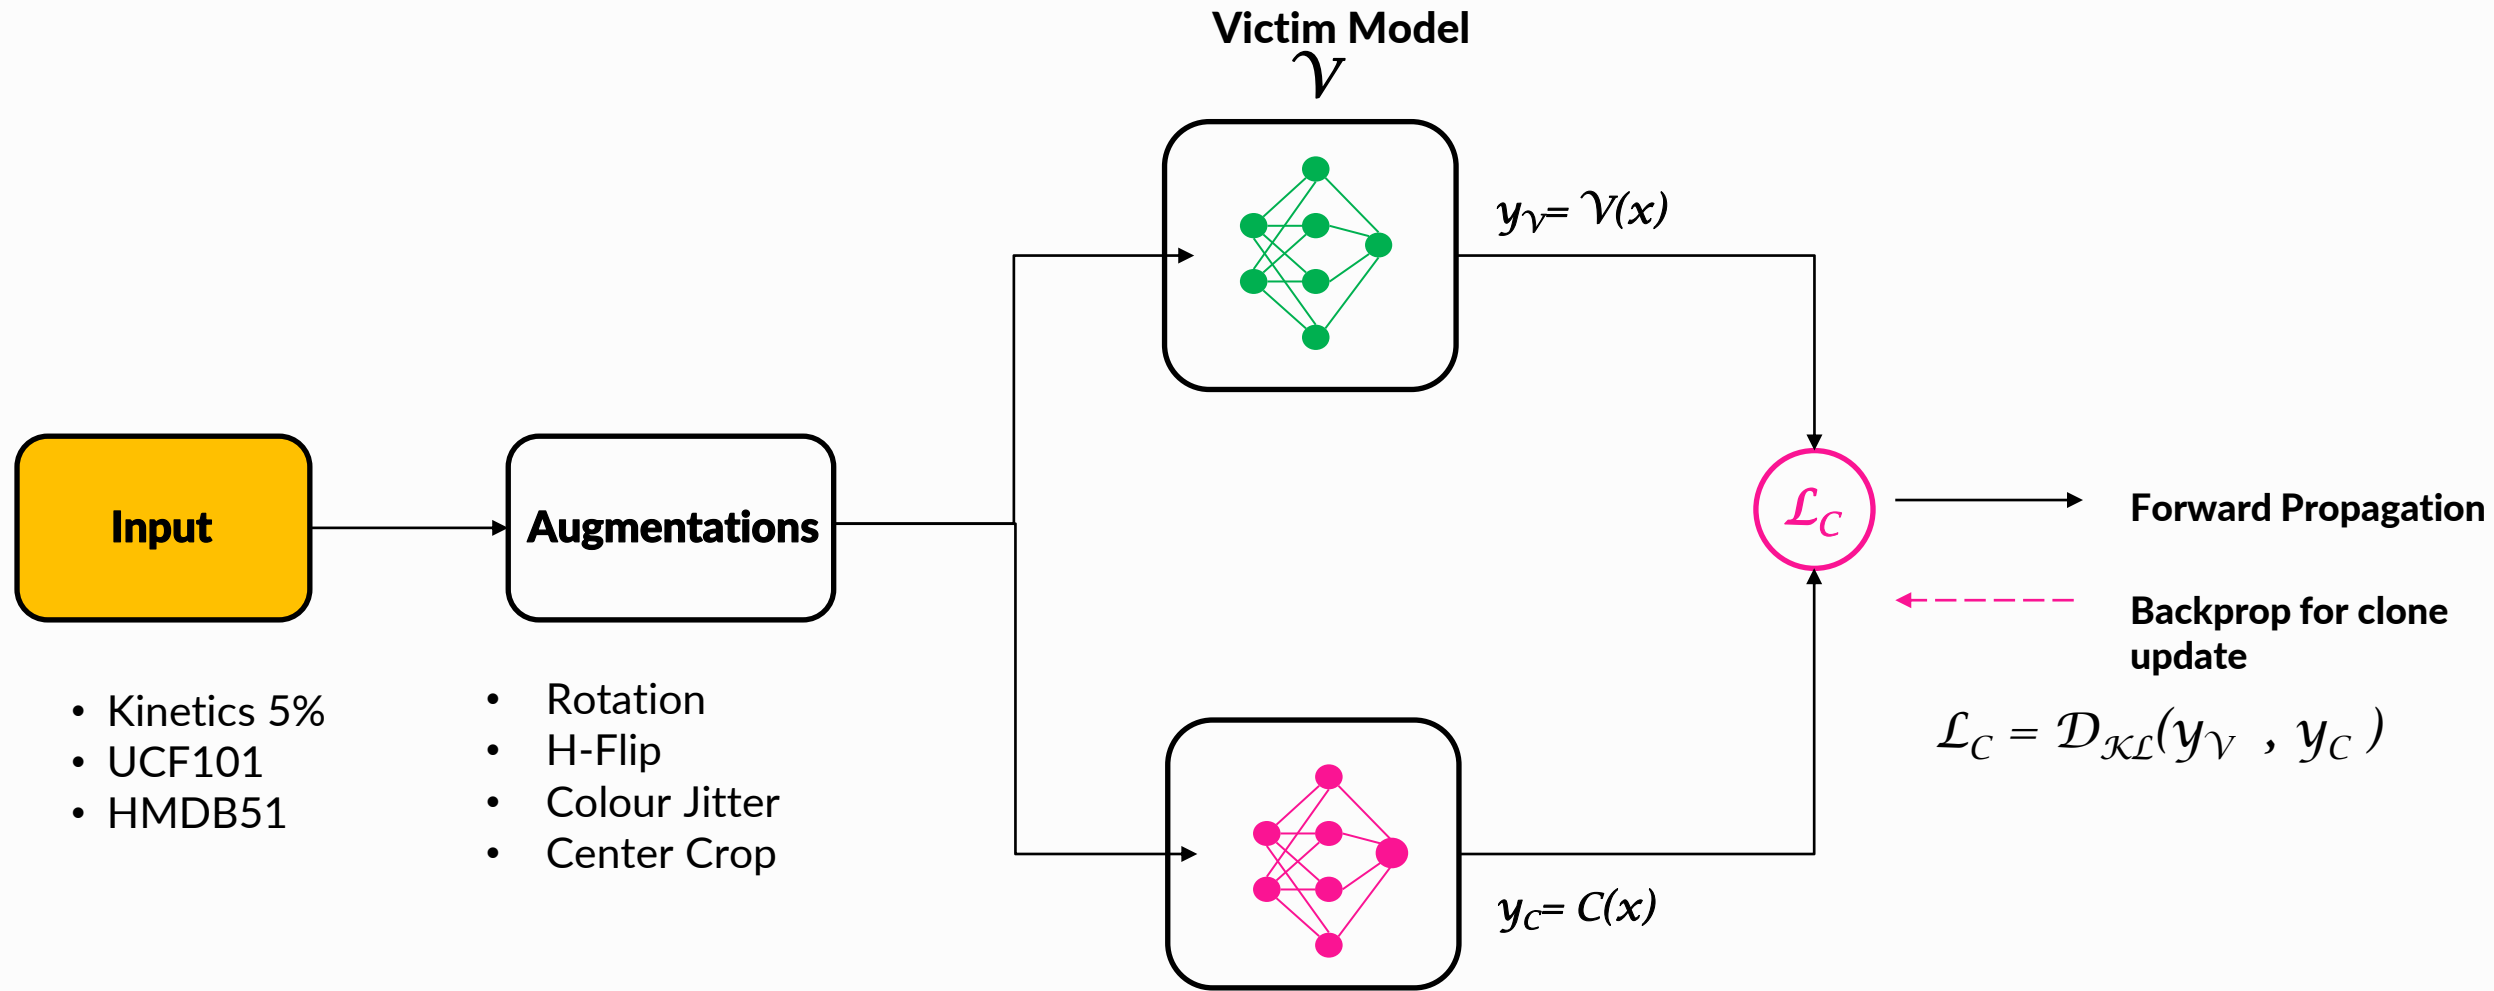 Victim Model
𝒱
y𝒱= 𝒱(x)
Input
Augmentations
ℒC
Forward Propagation
Backprop for clone
update
• Kinetics 5%
• UCF101
• HMDB51
• Rotation
• H-Flip
• Colour Jitter
• Center Crop
ℒC = 𝒟𝒦ℒ(y𝒱 , yC )
yC= C(x)